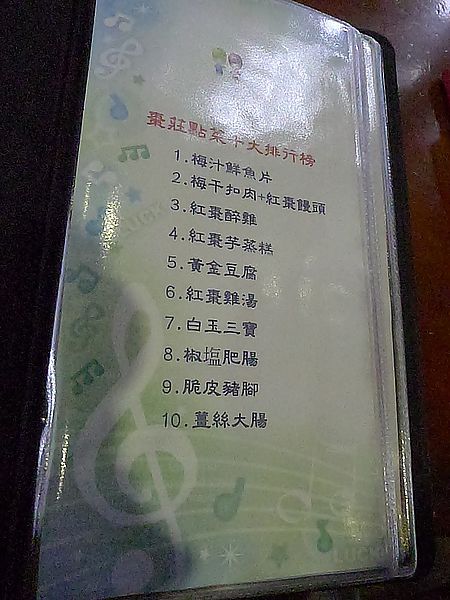 棗莊點菜十大排行榜
1.梅汁鮮魚片
2.梅干扣肉+紅棗饅頭
3.紅棗醉雞
4.紅棗芋蒸糕
5.黃金豆腐
6.紅棗雞湯
7.白玉三寶
8.椒塩肥腸
9.脆皮豬腳
10.薑絲大腸